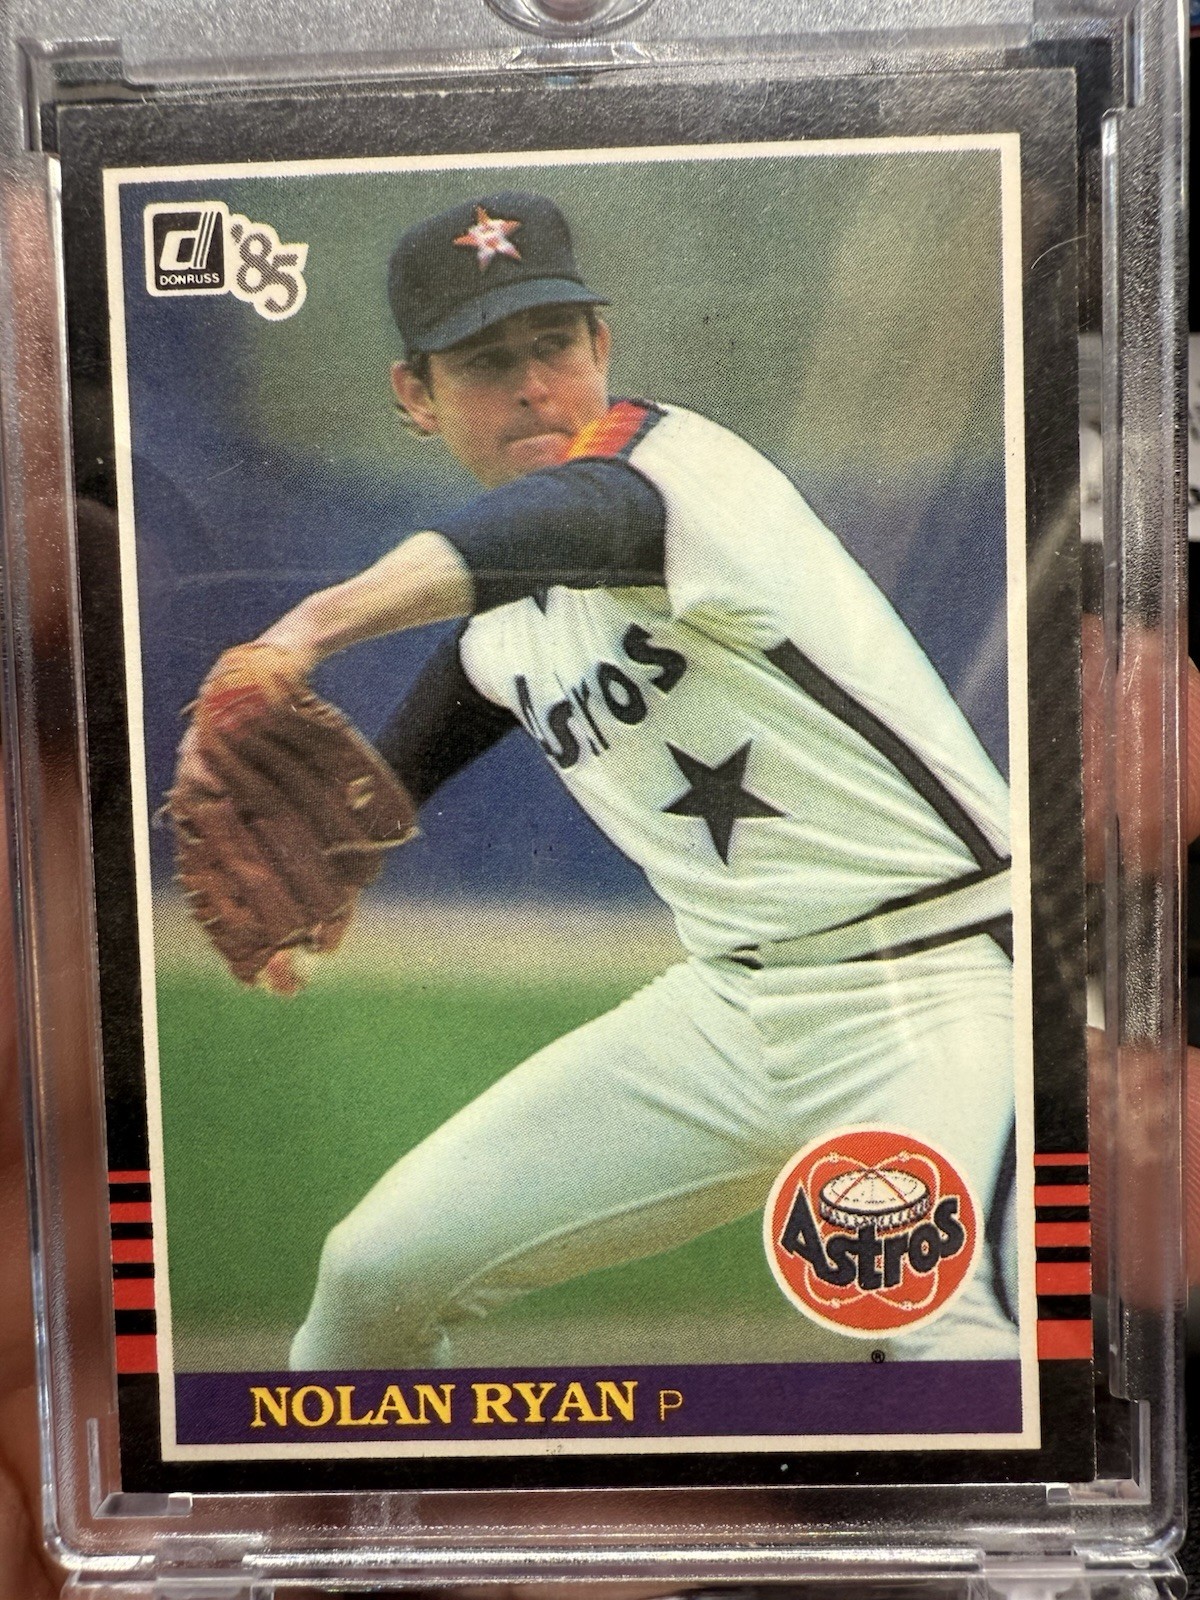 d
DONRUSS
'85
Astros
Astros
®
NOLAN RYAN P